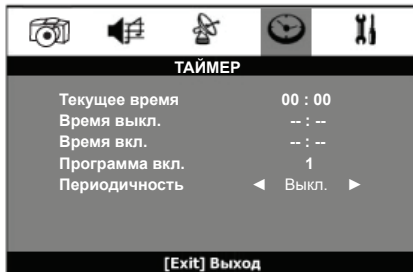 ТАЙМЕР
Текущее время 00 : 00
Время выкл. -- : --
Время вкл. -- : --
Программа вкл. 1
Периодичность ◄ Выкл. ►
[Exit] Выход